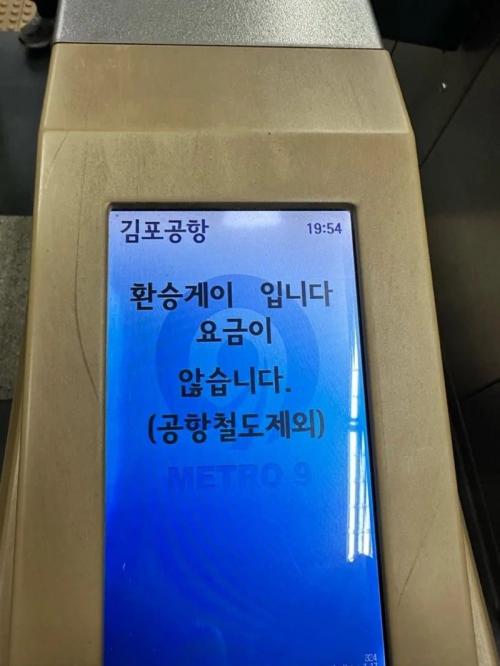 김포공항 19:54
환승게이 입니다
요금이
않습니다.
(공항철도제외)
METRO 9
324